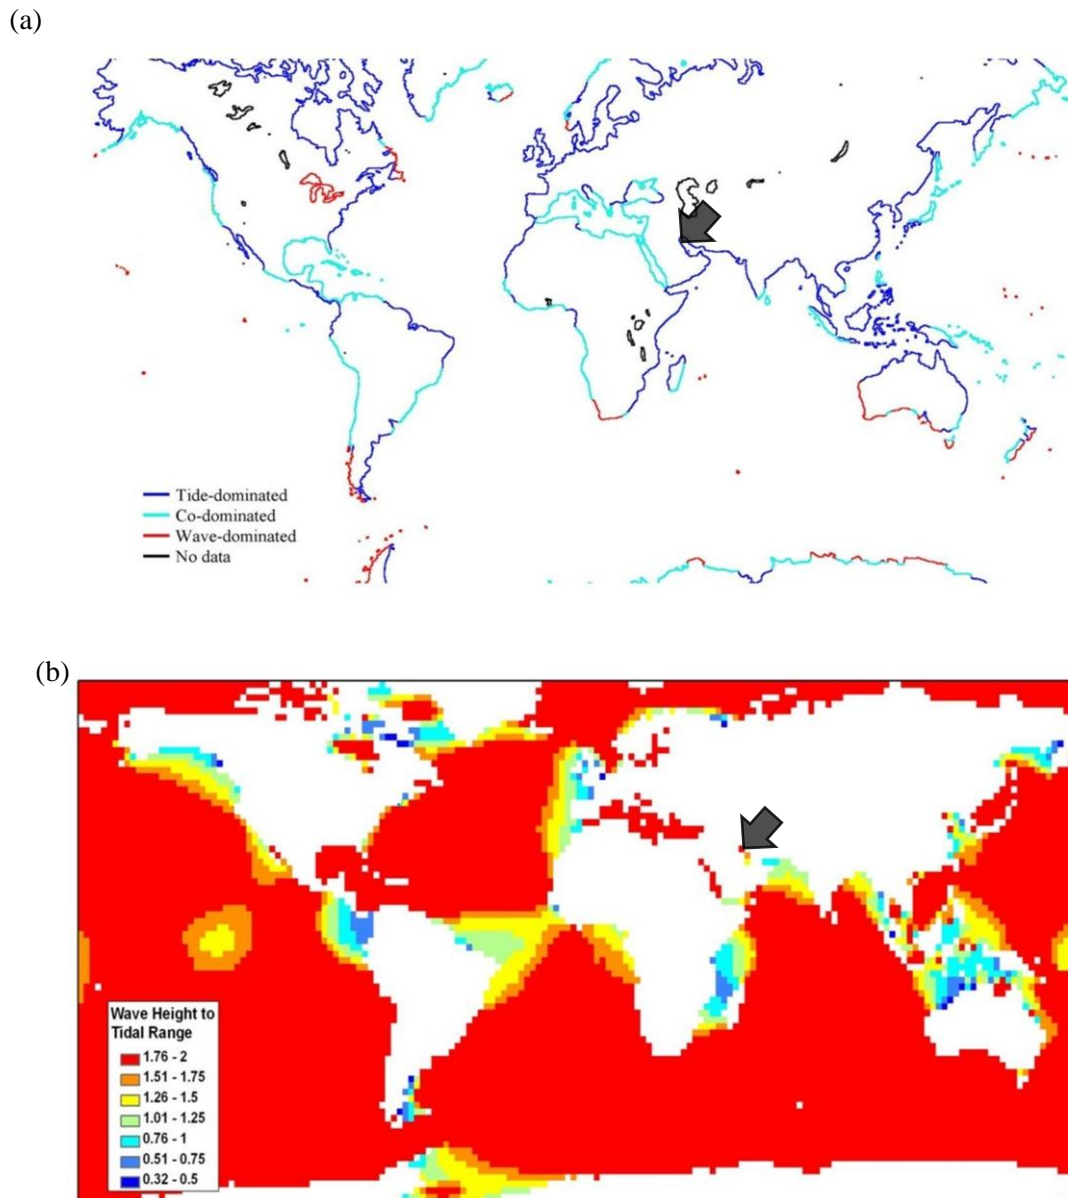 (a)
Tide-dominated
Co-dominated
Wave-dominated
No data
(b)
Wave Height to
Tidal Range
1.76 - 2
1.51 - 1.75
1.26 - 1.5
1.01 - 1.25
0.76 - 1
0.51 - 0.75
0.32 - 0.5